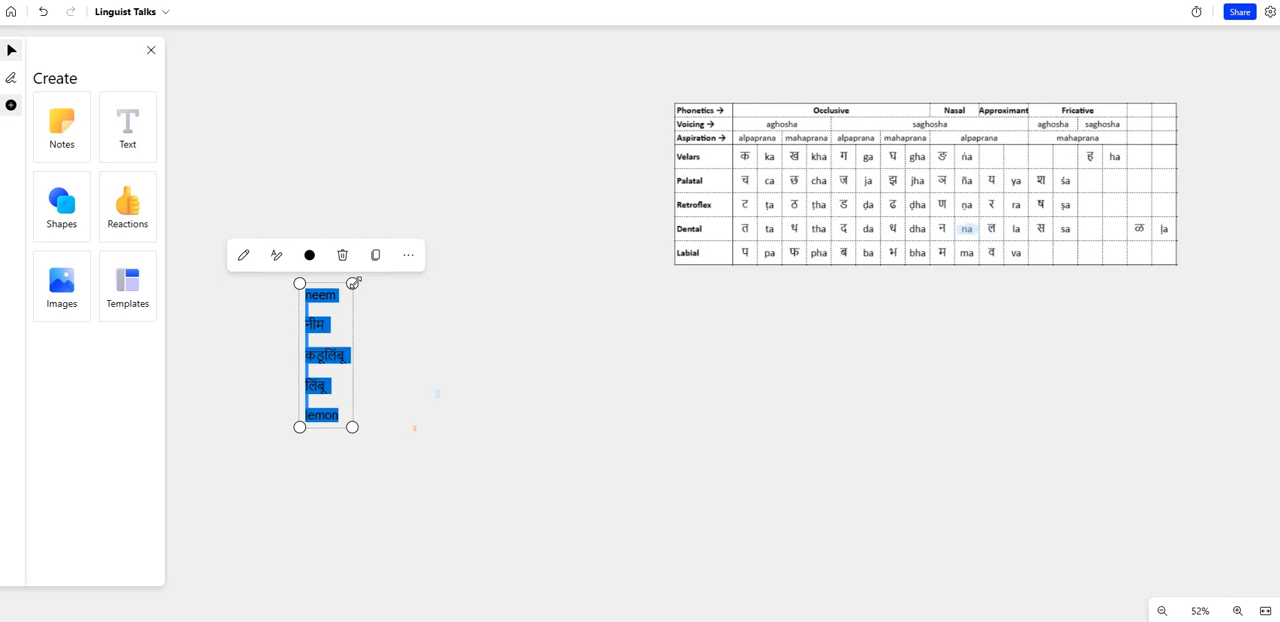 Linguist Talks
Share
Create
Notes
Text
Shapes
Reactions
Images
Templates
neem
नीम
कडूलिंबू
लिंबू
lemon
Phonetics → Occlusive Nasal Approximant Fricative
Voicing → aghosha saghosha aghosha saghosha
Aspiration → alpaprana mahaprana alpaprana mahaprana alpaprana mahaprana
Velars क ka ख kha ग ga घ gha ङ ṅa ह ha
Palatal च ca छ cha ज ja झ jha ञ ña य ya श śa
Retroflex ट ṭa ठ ṭha ड ḍa ढ ḍha ण ṇa र ra ष ṣa
Dental त ta थ tha द da ध dha न na ल la स sa ळ ḷa
Labial प pa फ pha ब ba भ bha म ma व va
52%